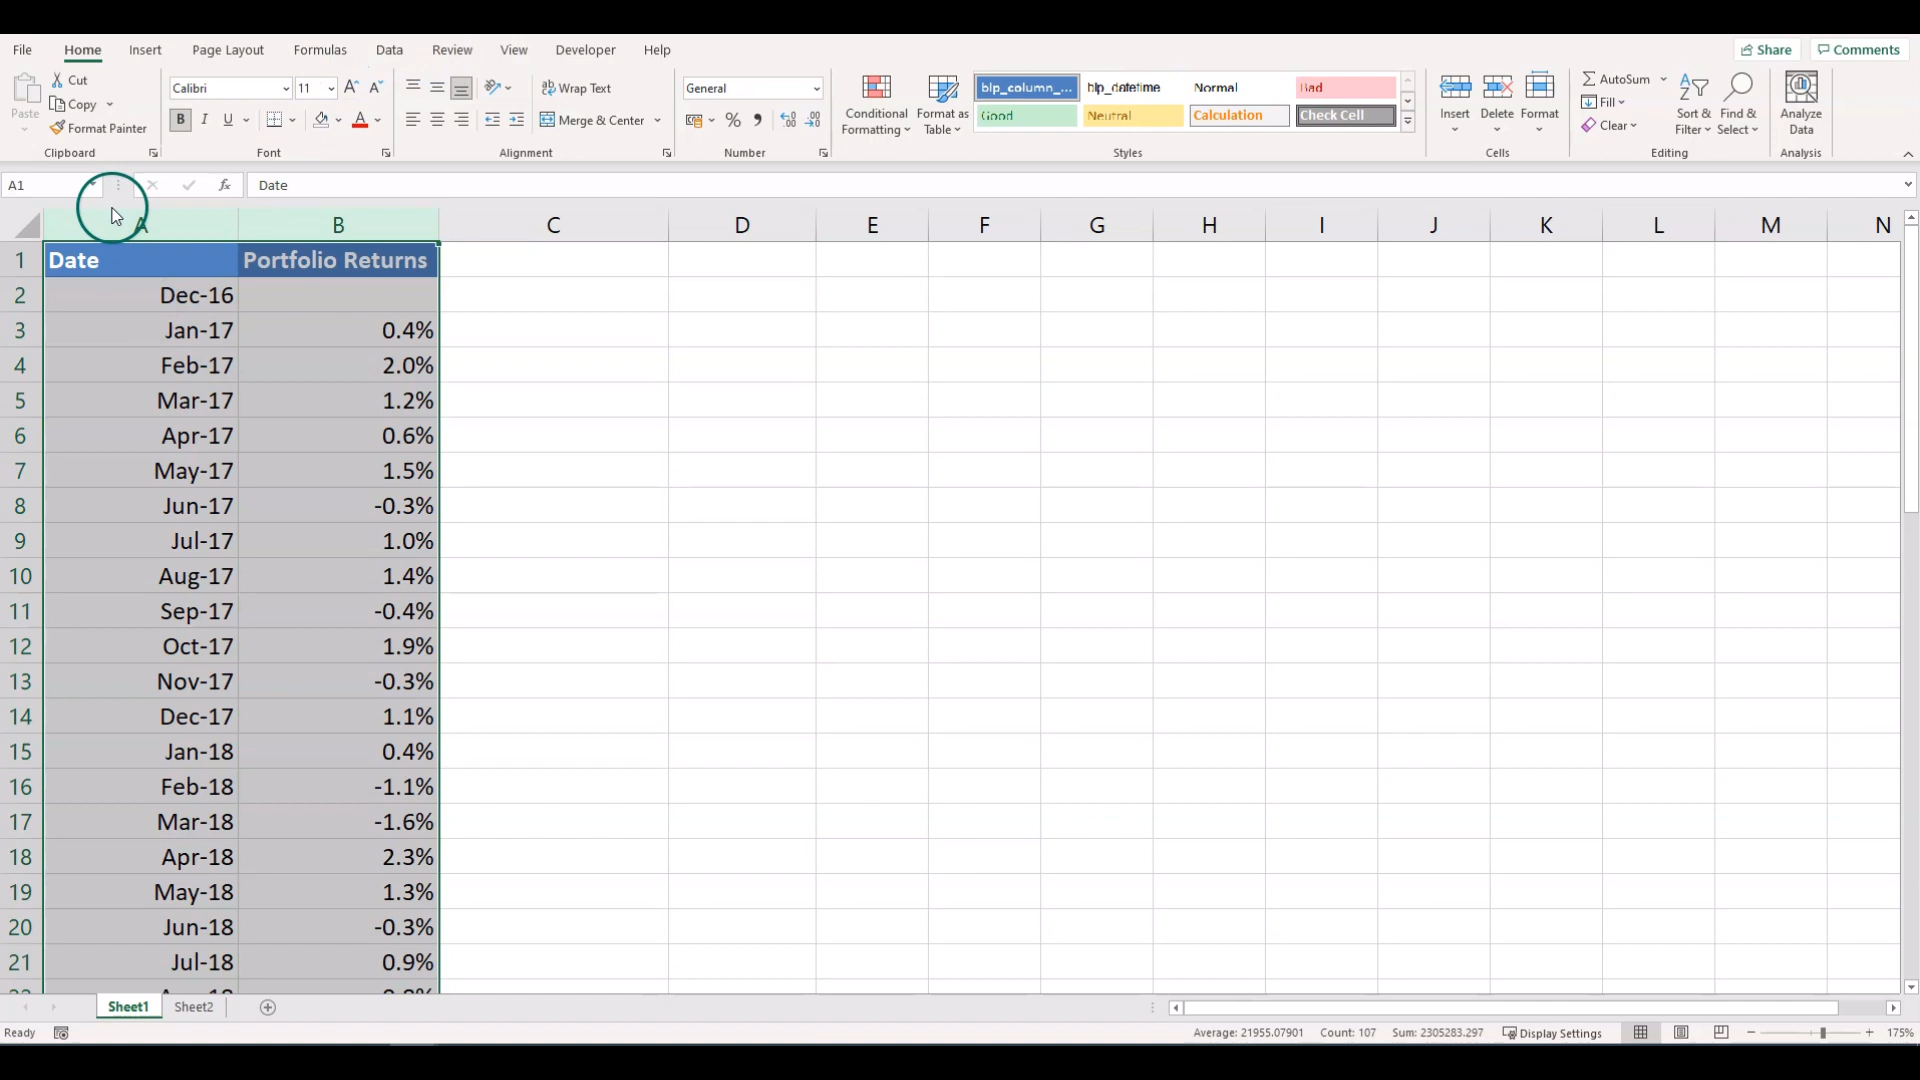 File Home Insert Page Layout Formulas Data Review View Developer Help Share Comments
Paste Cut Copy Format Painter Clipboard
Calibri 11 B I U A Font
Wrap Text Merge & Center Alignment
General % Number
Conditional Formatting Format as Table
blp_column_... blp_datetime Normal Bad
Good Neutral Calculation Check Cell
Styles
Insert Delete Format Cells
AutoSum Fill Clear Sort & Filter Find & Select Editing
Analyze Data Analysis
A1 fx Date
A B C D E F G H I J K L M N
1 Date Portfolio Returns
2 Dec-16
3 Jan-17 0.4%
4 Feb-17 2.0%
5 Mar-17 1.2%
6 Apr-17 0.6%
7 May-17 1.5%
8 Jun-17 -0.3%
9 Jul-17 1.0%
10 Aug-17 1.4%
11 Sep-17 -0.4%
12 Oct-17 1.9%
13 Nov-17 -0.3%
14 Dec-17 1.1%
15 Jan-18 0.4%
16 Feb-18 -1.1%
17 Mar-18 -1.6%
18 Apr-18 2.3%
19 May-18 1.3%
20 Jun-18 -0.3%
21 Jul-18 0.9%
Sheet1 Sheet2
Ready Average: 21955.07901 Count: 107 Sum: 2305283.297 Display Settings 175%